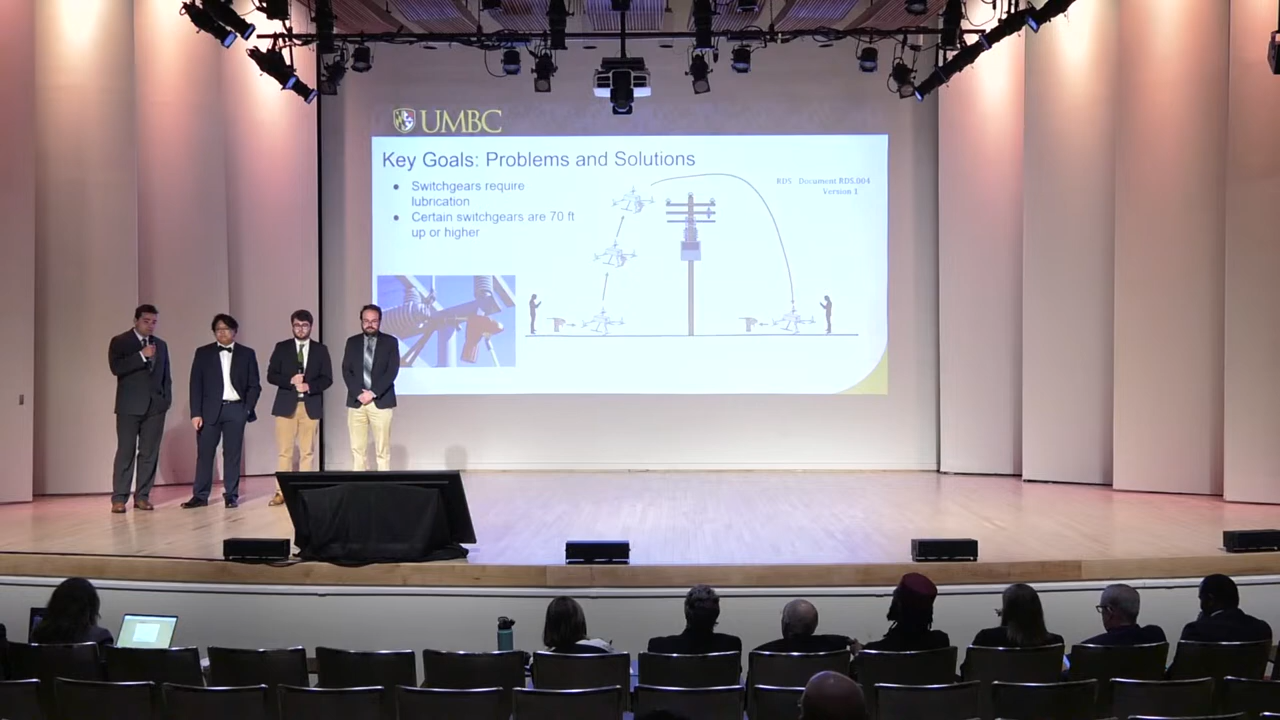 UMBC
Key Goals: Problems and Solutions
● Switchgears require
lubrication
● Certain switchgears are 70 ft
up or higher
RDS Document RDS.004
Version 1